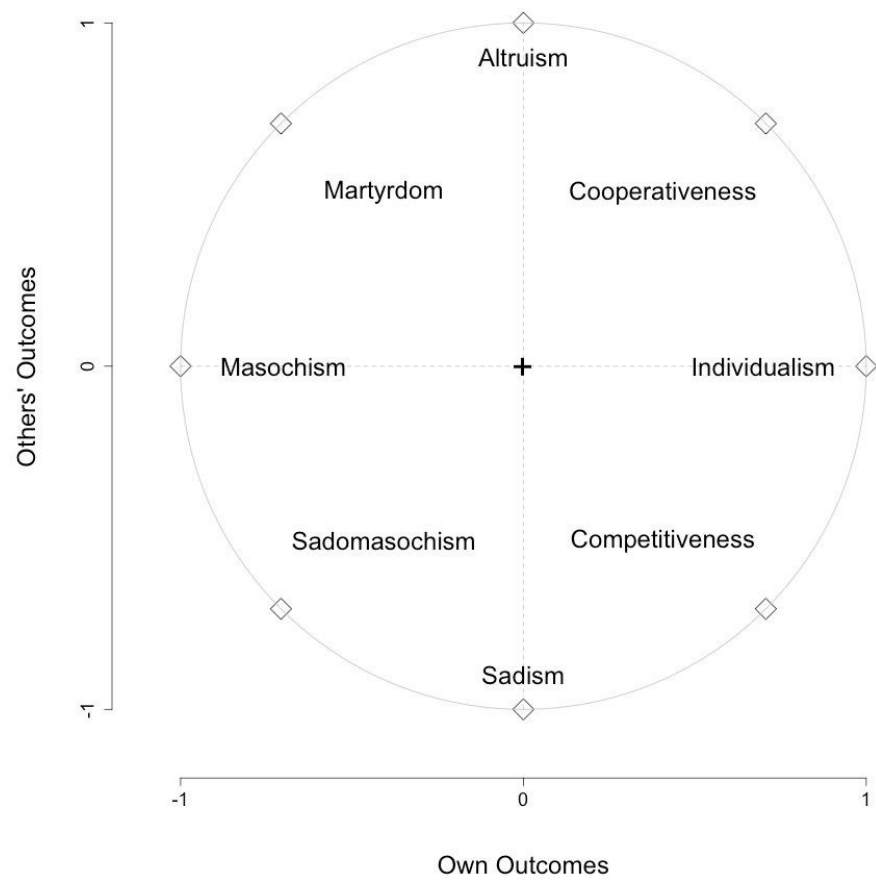 1
Altruism
Martyrdom
Cooperativeness
Others' Outcomes
0
Masochism
+
Individualism
Sadomasochism
Competitiveness
Sadism
-1
-1
0
1
Own Outcomes